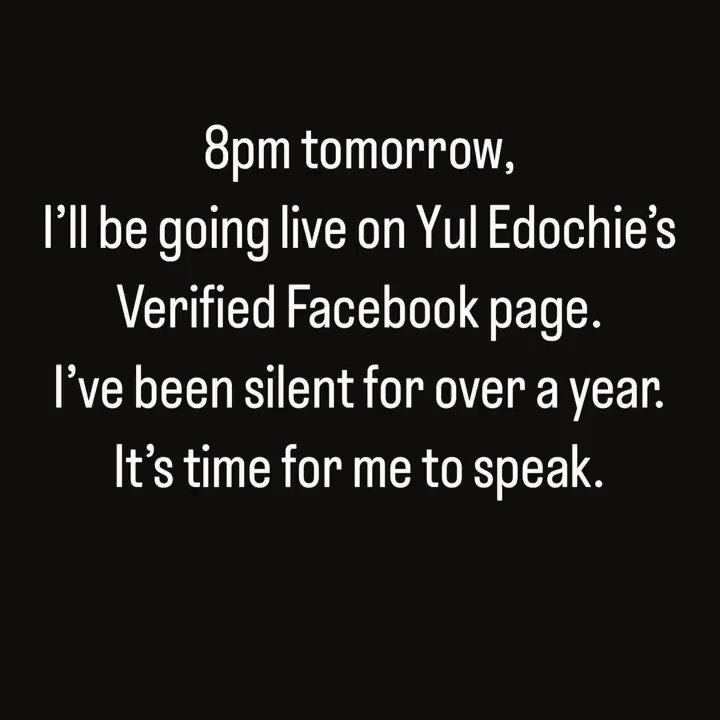 8pm tomorrow,
I’ll be going live on Yul Edochie’s
Verified Facebook page.
I’ve been silent for over a year.
It’s time for me to speak.